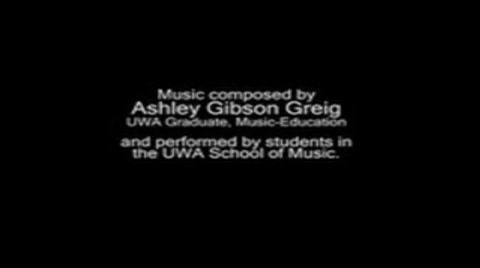 Music composed by
Ashley Gibson Greig
UWA Graduate, Music-Education
and performed by students in
the UWA School of Music.